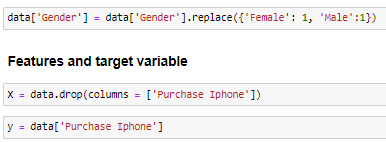 data['Gender'] = data['Gender'].replace({'Female': 1, 'Male':1})
Features and target variable
X = data.drop(columns = ['Purchase Iphone'])
y = data['Purchase Iphone']